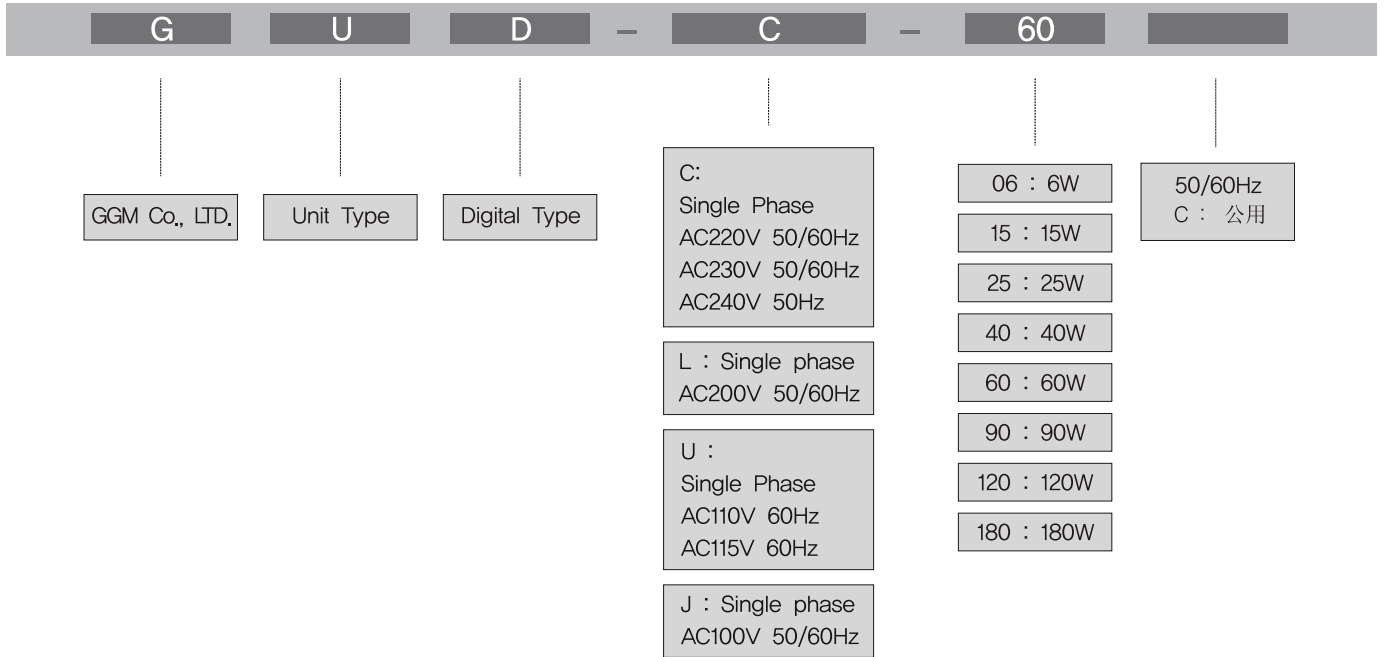 G U D - C - 60
GGM Co., LTD.
Unit Type
Digital Type
C:
Single Phase
AC220V 50/60Hz
AC230V 50/60Hz
AC240V 50Hz
L : Single phase
AC200V 50/60Hz
U :
Single Phase
AC110V 60Hz
AC115V 60Hz
J : Single phase
AC100V 50/60Hz
06 : 6W
15 : 15W
25 : 25W
40 : 40W
60 : 60W
90 : 90W
120 : 120W
180 : 180W
50/60Hz
C : 公用